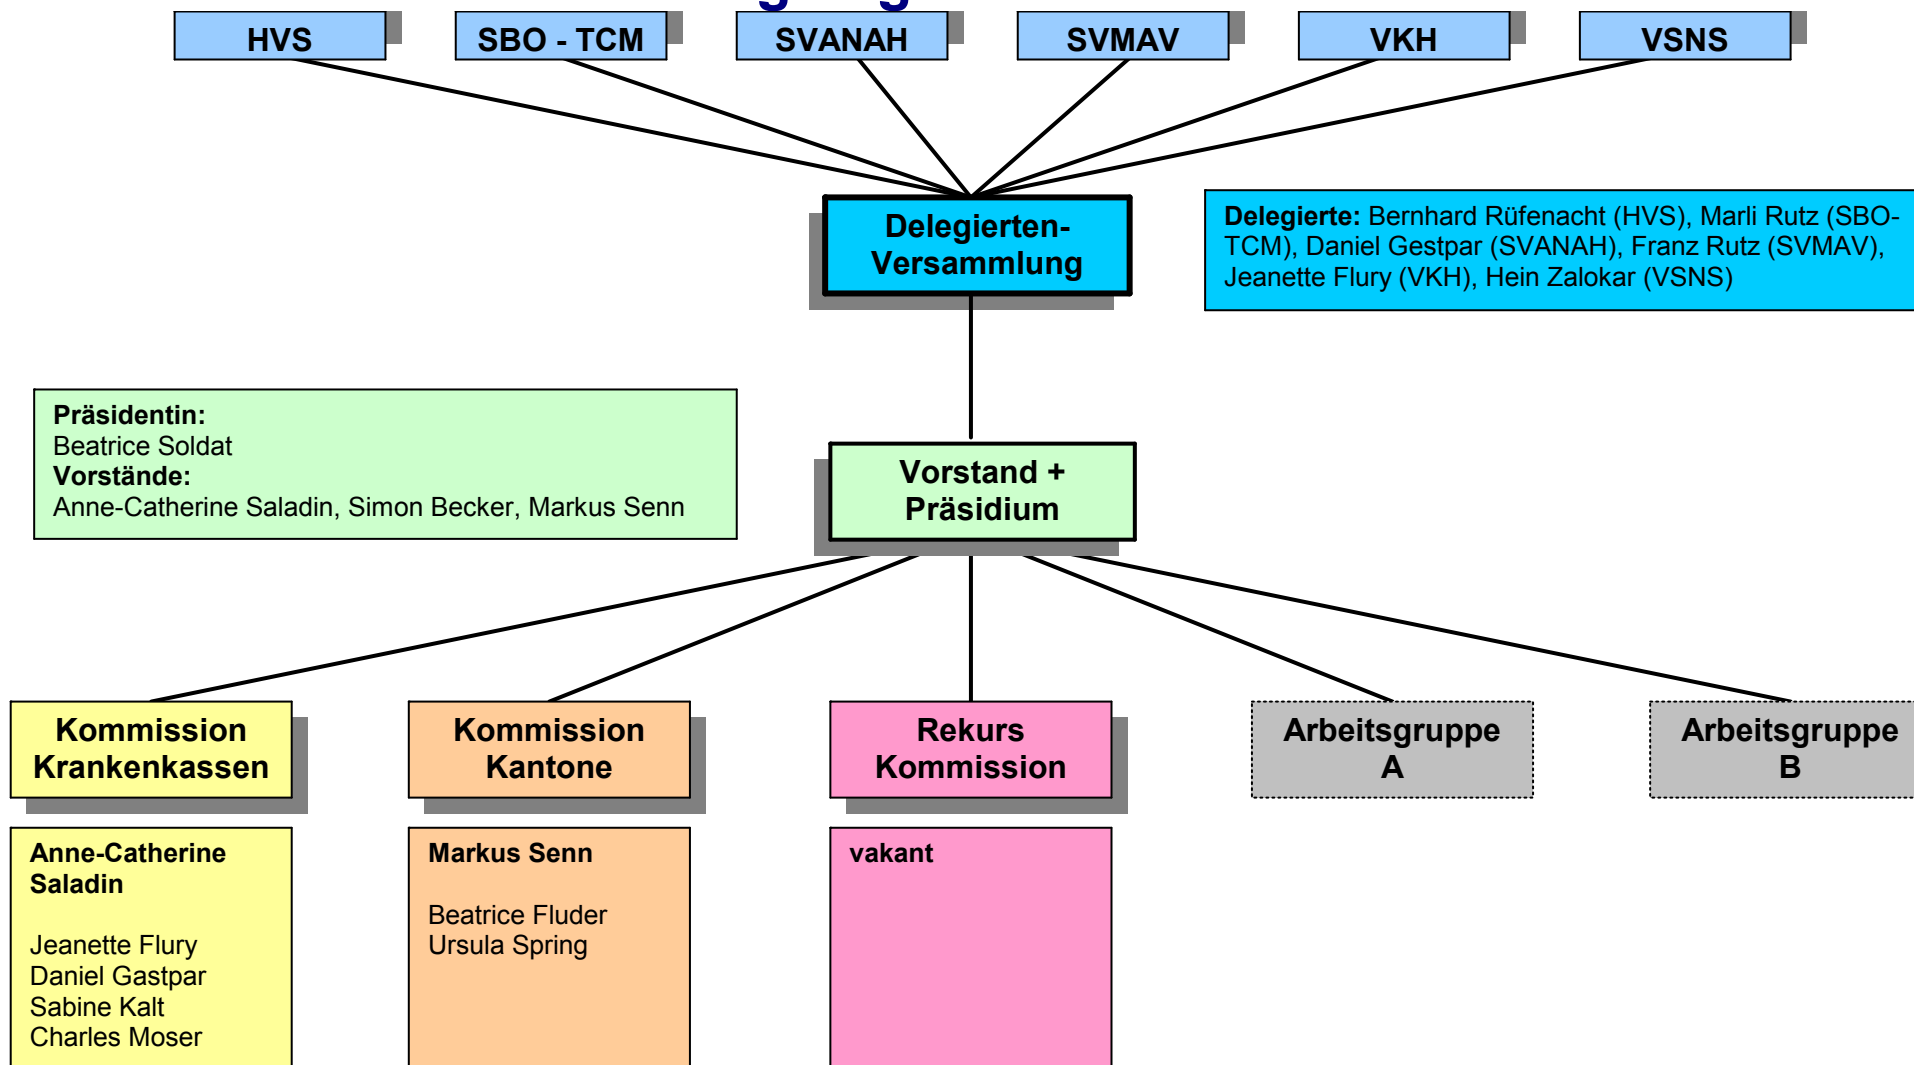 HVS
SBO - TCM
SVANAH
SVMAV
VKH
VSNS
Delegierten-
Versammlung
Delegierte: Bernhard Rüfenacht (HVS), Marli Rutz (SBO-
TCM), Daniel Gestpar (SVANAH), Franz Rutz (SVMAV),
Jeanette Flury (VKH), Hein Zalokar (VSNS)
Präsidentin:
Beatrice Soldat
Vorstände:
Anne-Catherine Saladin, Simon Becker, Markus Senn
Vorstand +
Präsidium
Kommission
Krankenkassen
Kommission
Kantone
Rekurs
Kommission
Arbeitsgruppe
A
Arbeitsgruppe
B
Anne-Catherine
Saladin
Jeanette Flury
Daniel Gastpar
Sabine Kalt
Charles Moser
Markus Senn
Beatrice Fluder
Ursula Spring
vakant